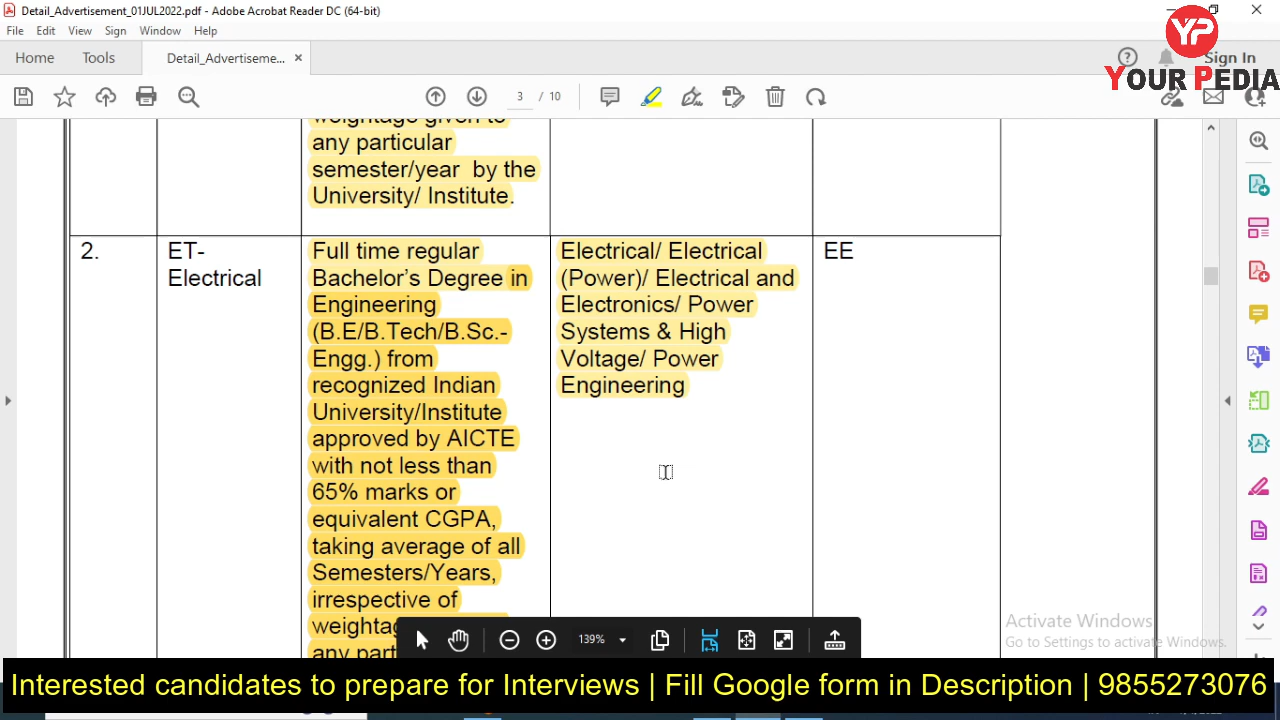 Detail_Advertisement_01JUL2022.pdf - Adobe Acrobat Reader DC (64-bit)
File Edit View Sign Window Help
Home Tools Detail_Advertiseme... × Sign In
YP
YOUR PEDIA
3 / 10
weightage given to
any particular
semester/year by the
University/ Institute.
2. ET-
Electrical
Full time regular
Bachelor's Degree in
Engineering
(B.E/B.Tech/B.Sc.-
Engg.) from
recognized Indian
University/Institute
approved by AICTE
with not less than
65% marks or
equivalent CGPA,
taking average of all
Semesters/Years,
irrespective of
Electrical/ Electrical
(Power)/ Electrical and
Electronics/ Power
Systems & High
Voltage/ Power
Engineering
EE
139%
Activate Windows
Go to Settings to activate Windows.
Interested candidates to prepare for Interviews | Fill Google form in Description | 9855273076